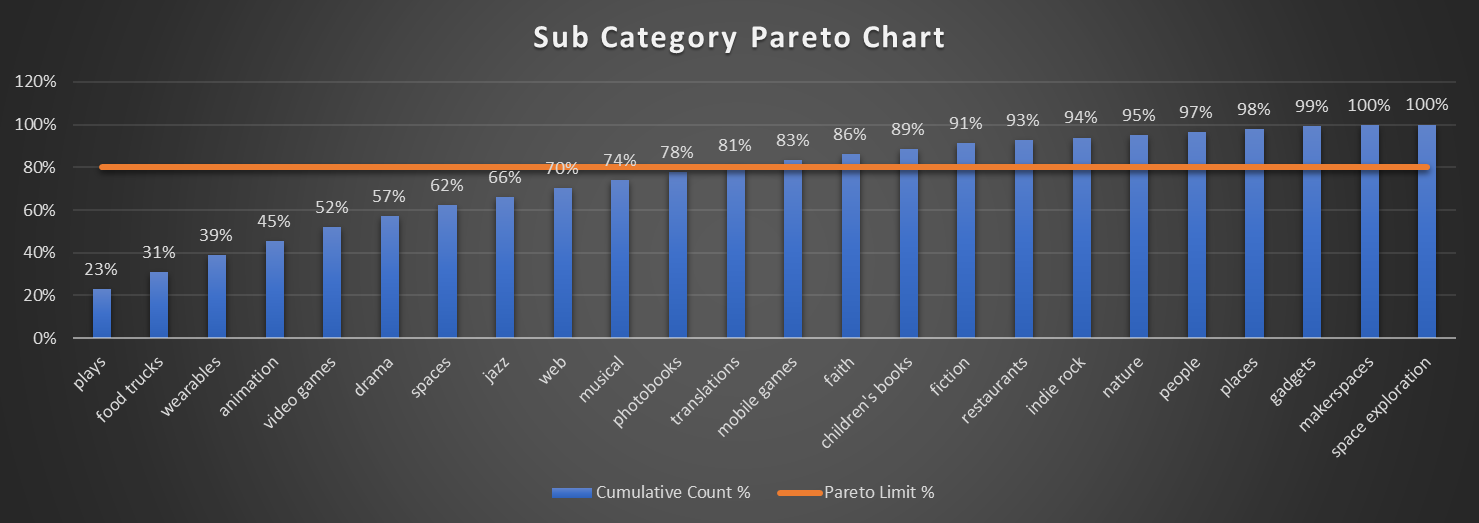 Sub Category Pareto Chart
120%
100%
80%
60%
40%
20%
0%
23%
31%
39%
45%
52%
57%
62%
66%
70%
74%
78%
81%
83%
86%
89%
91%
93%
94%
95%
97%
98%
99%
100%
100%
plays
food trucks
wearables
animation
video games
drama
spaces
jazz
web
musical
photobooks
translations
mobile games
faith
children's books
fiction
restaurants
indie rock
nature
people
places
gadgets
makerspaces
space exploration
Cumulative Count %
Pareto Limit %